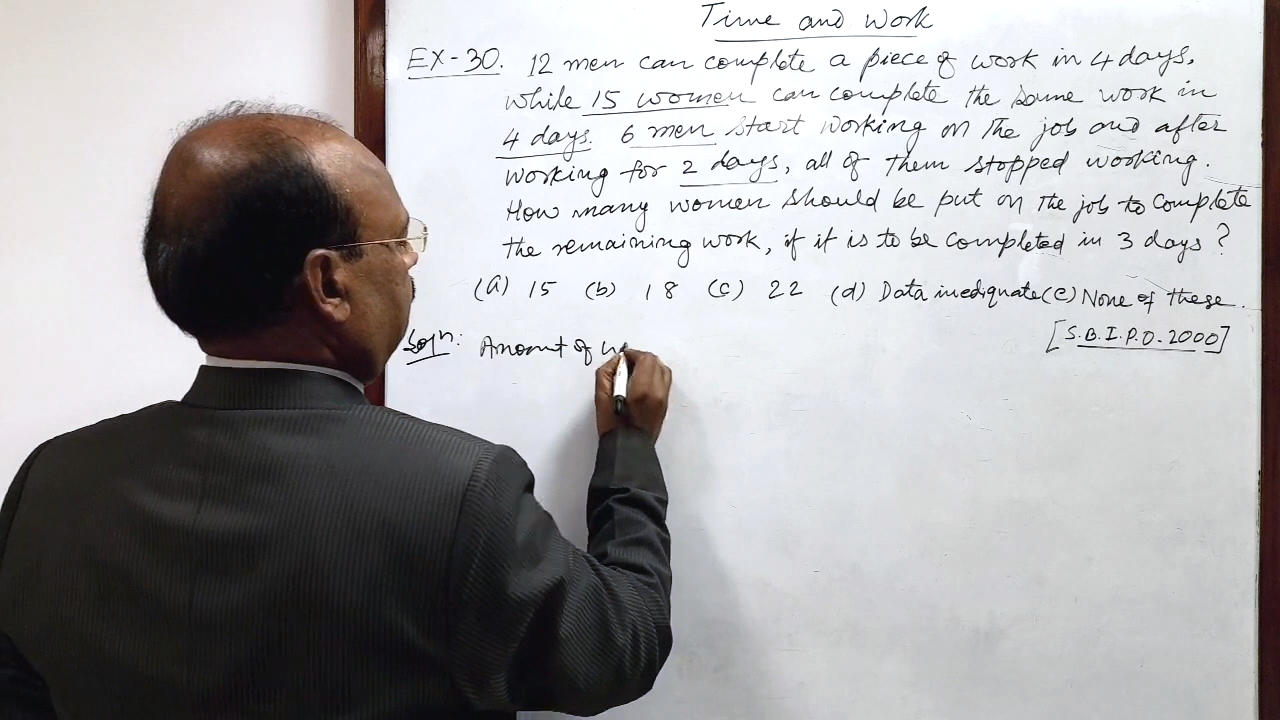 Time and Work
EX-30. 12 men can complete a piece of work in 4 days,
while 15 women can complete the same work in
4 days. 6 men start working on the job and after
working for 2 days, all of them stopped working.
How many women should be put on the job to complete
the remaining work, if it is to be completed in 3 days?
(a) 15 (b) 18 (c) 22 (d) Data inediquate (e) None of these.
[S.B.I.P.O. 2000]
Solⁿ: Amount of w